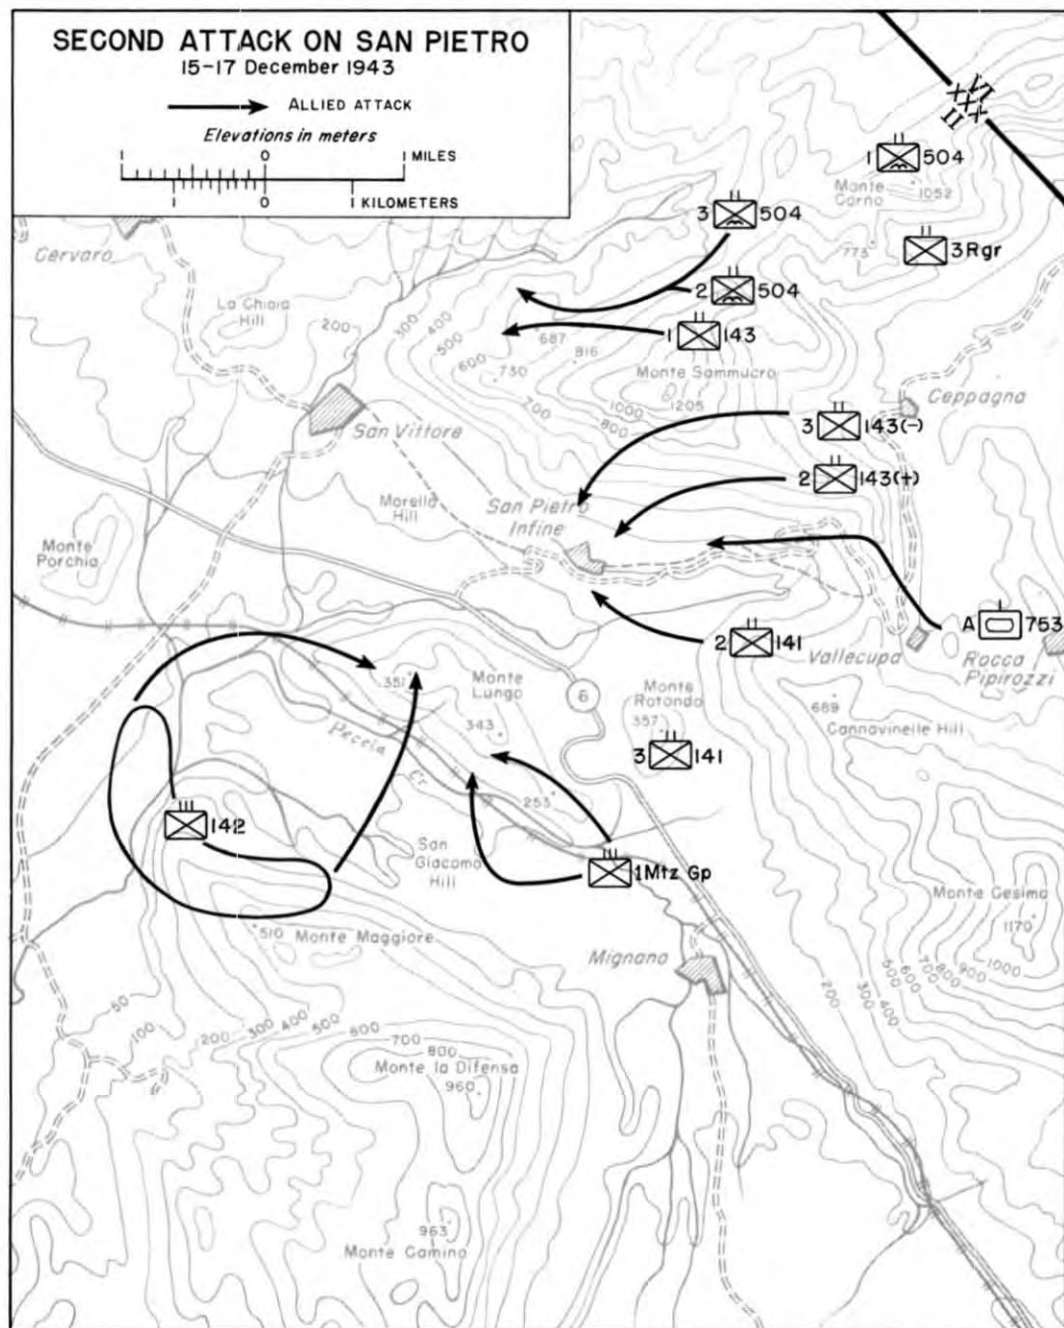 SECOND ATTACK ON SAN PIETRO
15-17 December 1943
ALLIED ATTACK
Elevations in meters
1 0 1 MILES
1 0 1 KILOMETERS
VI
XXX
II
1 504
Monte Corno
1052
3 504
3 Rgr
773
Cervaro
2 504
La Chiaia Hill
200
300
400
500
600
700
1 143
687
816
730
Monte Sammucro
1205
1000
800
Ceppagna
3 143(-)
San Vittore
2 143(+)
Morello Hill
San Pietro Infine
Monte Porchia
A 753
2 141
Vallecupa
Rocca Pipirozzi
351
Monte Lungo
343
6
Monte Rotondo
357
689
Cannavinelle Hill
Peccia Cr
3 141
253
142
San Giacomo Hill
1 Mtz Gp
Monte Cesima
1170
510 Monte Maggiore
Mignano
1000
900
800
700
600
500
400
300
200
50
100
200
300
400
500
600
700
800
Monte la Difensa
960
963
Monte Camino